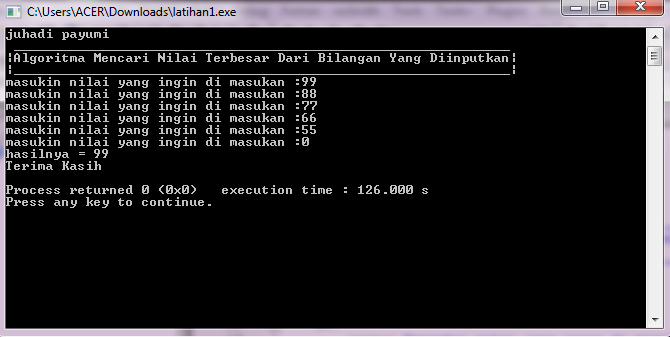 C:\Users\ACER\Downloads\latihan1.exe
juhadi payumi
|Algoritma Mencari Nilai Terbesar Dari Bilangan Yang Diinputkan|
masukin nilai yang ingin di masukan :99
masukin nilai yang ingin di masukan :88
masukin nilai yang ingin di masukan :77
masukin nilai yang ingin di masukan :66
masukin nilai yang ingin di masukan :55
masukin nilai yang ingin di masukan :0
hasilnya = 99
Terima Kasih
Process returned 0 (0x0)   execution time : 126.000 s
Press any key to continue.